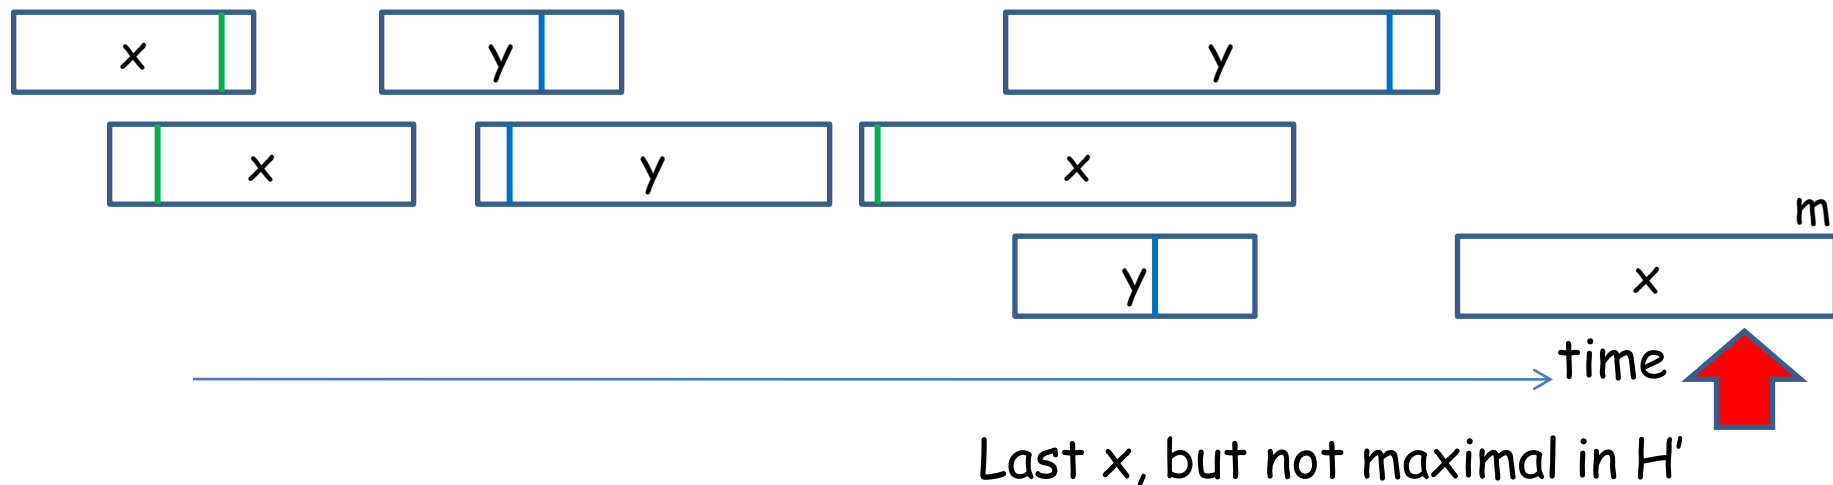 x y y
x y x
m
y x
time
Last x, but not maximal in H'